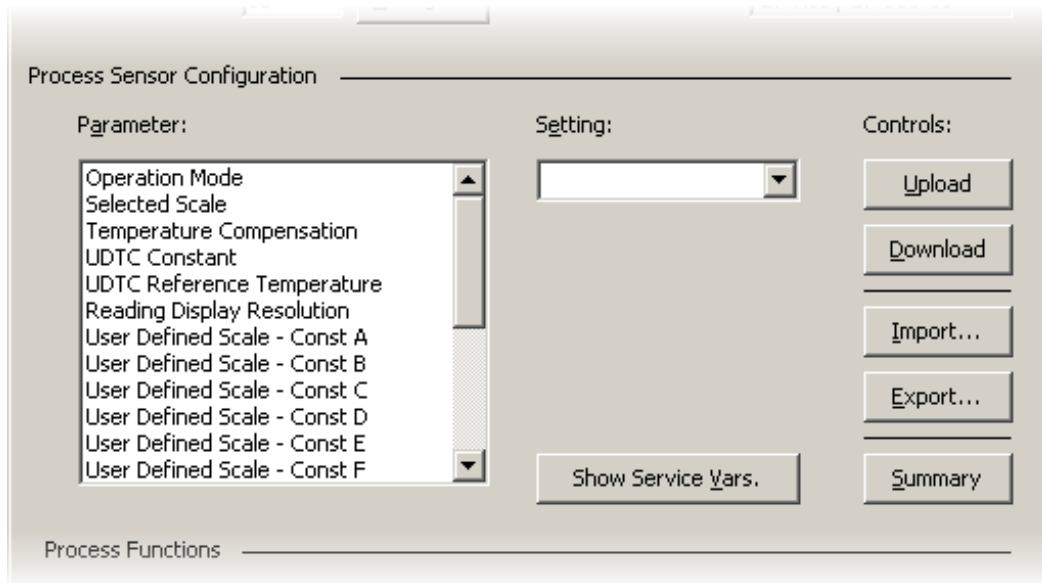 Process Sensor Configuration
Parameter:
Setting:
Controls:
Operation Mode
Selected Scale
Temperature Compensation
UDTC Constant
UDTC Reference Temperature
Reading Display Resolution
User Defined Scale - Const A
User Defined Scale - Const B
User Defined Scale - Const C
User Defined Scale - Const D
User Defined Scale - Const E
User Defined Scale - Const F
Show Service Vars.
Upload
Download
Import...
Export...
Summary
Process Functions